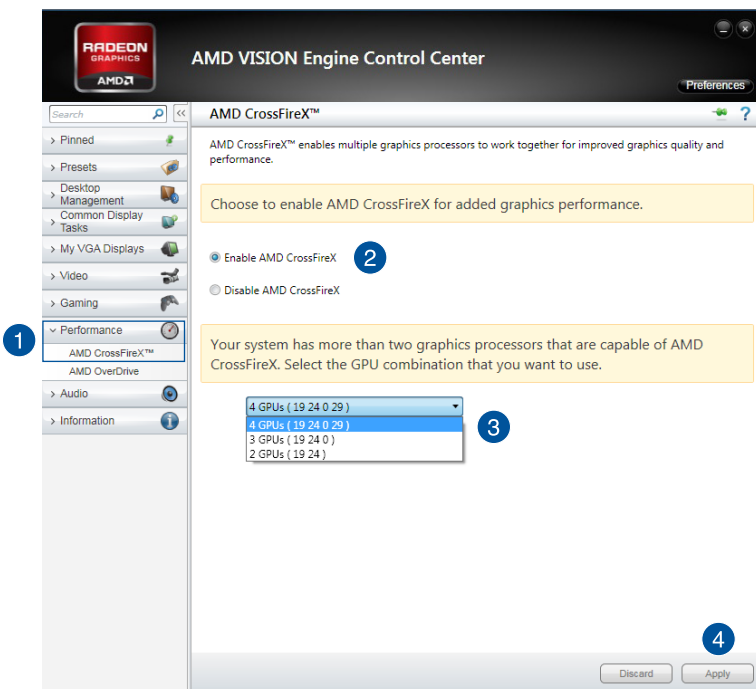 RADEON
GRAPHICS
AMD
AMD VISION Engine Control Center
Preferences
Search
<<
Pinned
Presets
Desktop
Management
Common Display
Tasks
My VGA Displays
Video
Gaming
1
Performance
AMD CrossFireX™
AMD OverDrive
Audio
Information
AMD CrossFireX™
?
AMD CrossFireX™ enables multiple graphics processors to work together for improved graphics quality and
performance.
Choose to enable AMD CrossFireX for added graphics performance.
Enable AMD CrossFireX
2
Disable AMD CrossFireX
Your system has more than two graphics processors that are capable of AMD
CrossFireX. Select the GPU combination that you want to use.
4 GPUs ( 19 24 0 29 )
4 GPUs ( 19 24 0 29 )
3 GPUs ( 19 24 0 )
2 GPUs ( 19 24 )
3
4
Discard
Apply